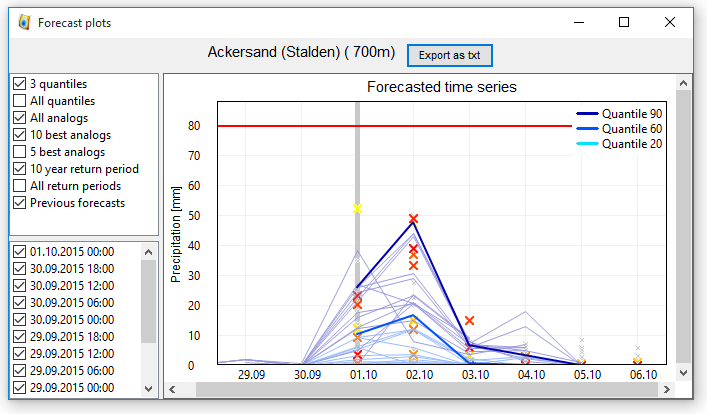 Forecast plots
Ackersand (Stalden) ( 700m)
Export as txt
3 quantiles
All quantiles
All analogs
10 best analogs
5 best analogs
10 year return period
All return periods
Previous forecasts
01.10.2015 00:00
30.09.2015 18:00
30.09.2015 12:00
30.09.2015 06:00
30.09.2015 00:00
29.09.2015 18:00
29.09.2015 12:00
29.09.2015 06:00
29.09.2015 00:00
Forecasted time series
Quantile 90
Quantile 60
Quantile 20
Precipitation [mm]
80
70
60
50
40
30
20
10
0
29.09 30.09 01.10 02.10 03.10 04.10 05.10 06.10